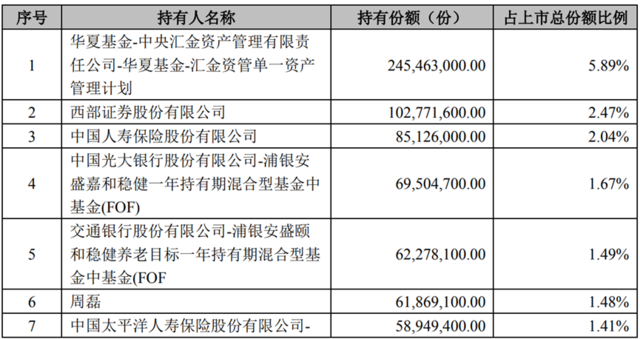 序号 持有人名称 持有份额（份） 占上市总份额比例
华夏基金-中央汇金资产管理有限责
1 任公司-华夏基金-汇金资管单一资产 245,463,000.00 5.89%
管理计划
2 西部证券股份有限公司 102,771,600.00 2.47%
3 中国人寿保险股份有限公司 85,126,000.00 2.04%
中国光大银行股份有限公司-浦银安
4 盛嘉和稳健一年持有期混合型基金中 69,504,700.00 1.67%
基金(FOF)
交通银行股份有限公司-浦银安盛颐
5 和稳健养老目标一年持有期混合型基 62,278,100.00 1.49%
金中基金(FOF
6 周磊 61,869,100.00 1.48%
7 中国太平洋人寿保险股份有限公司- 58,949,400.00 1.41%